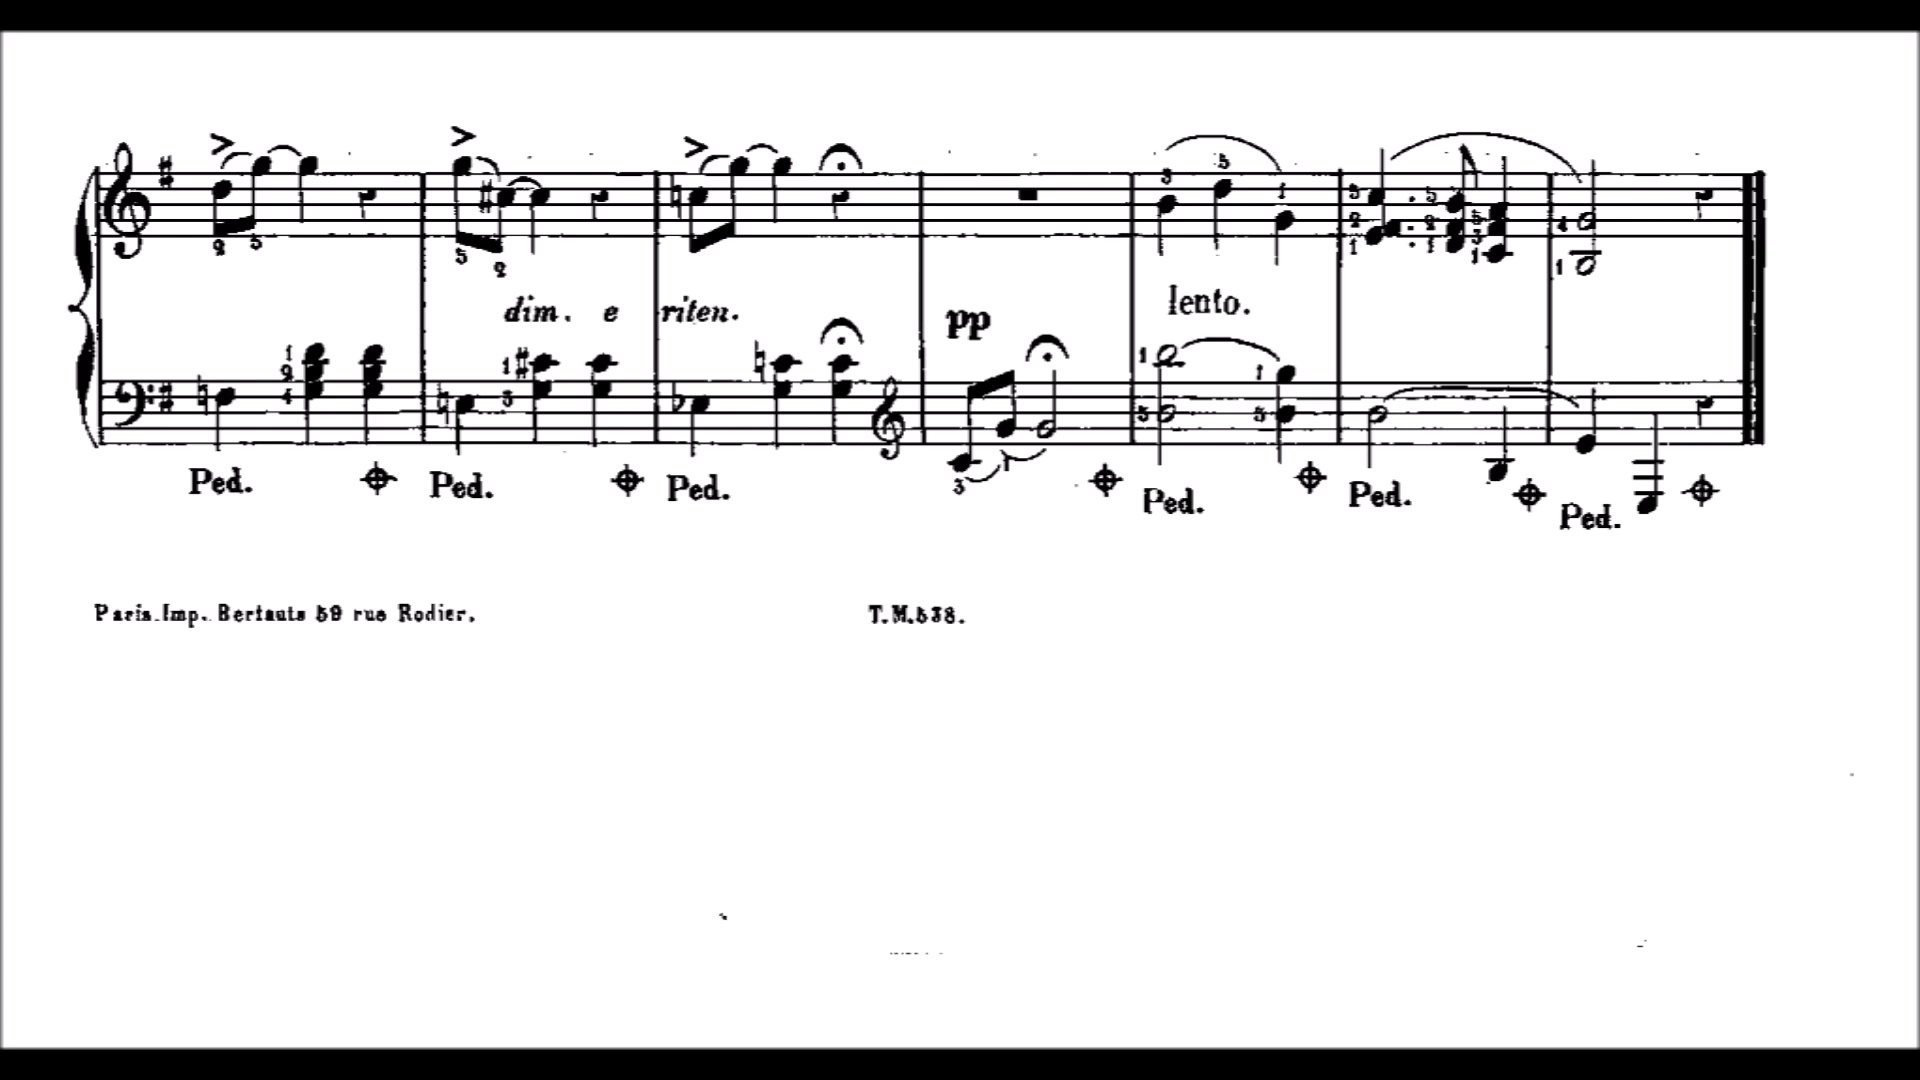 dim. e riten.
pp
lento.
Ped. Ped. Ped. Ped. Ped. Ped.
Paris. Imp. Bertauts 59 rue Rodier.
T.M.538.